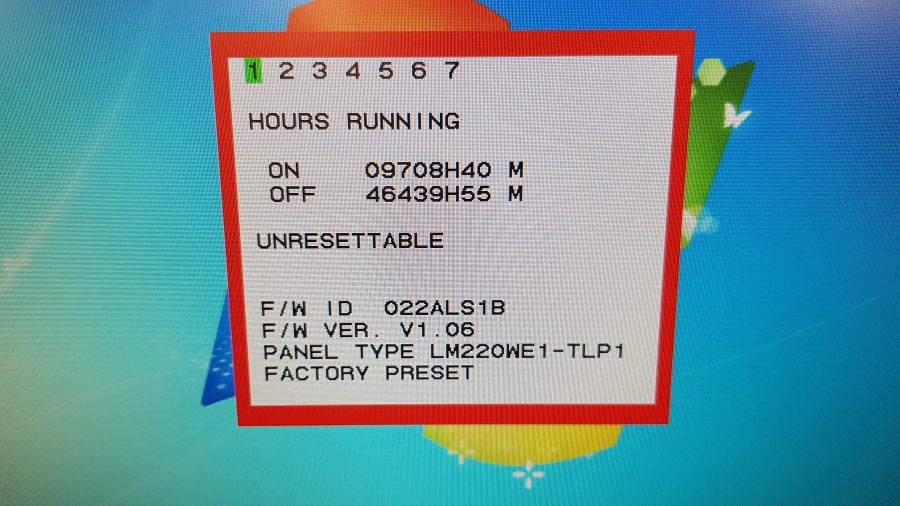 1 2 3 4 5 6 7
HOURS RUNNING
ON 09708H40 M
OFF 46439H55 M
UNRESETTABLE
F/W ID 022ALS1B
F/W VER. V1.06
PANEL TYPE LM220WE1-TLP1
FACTORY PRESET